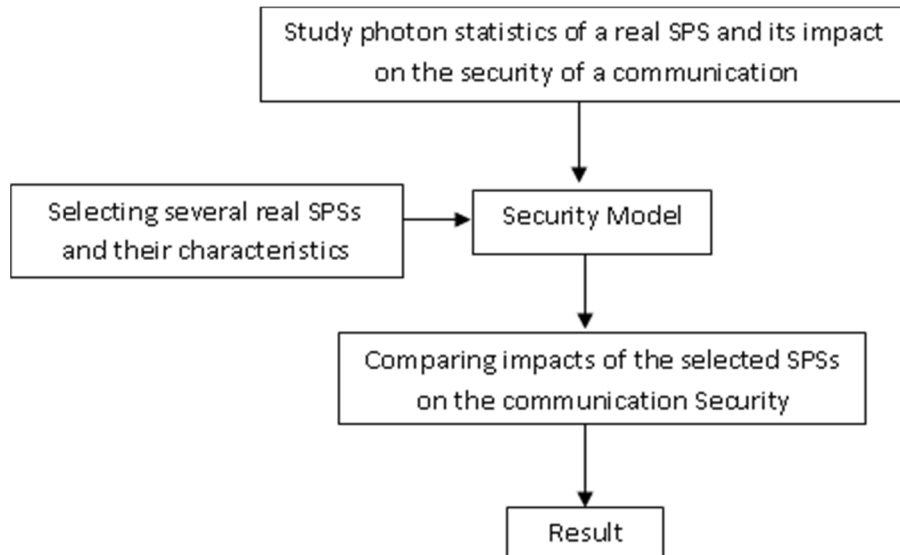 Study photon statistics of a real SPS and its impact
on the security of a communication
Selecting several real SPSs
and their characteristics
Security Model
Comparing impacts of the selected SPSs
on the communication Security
Result